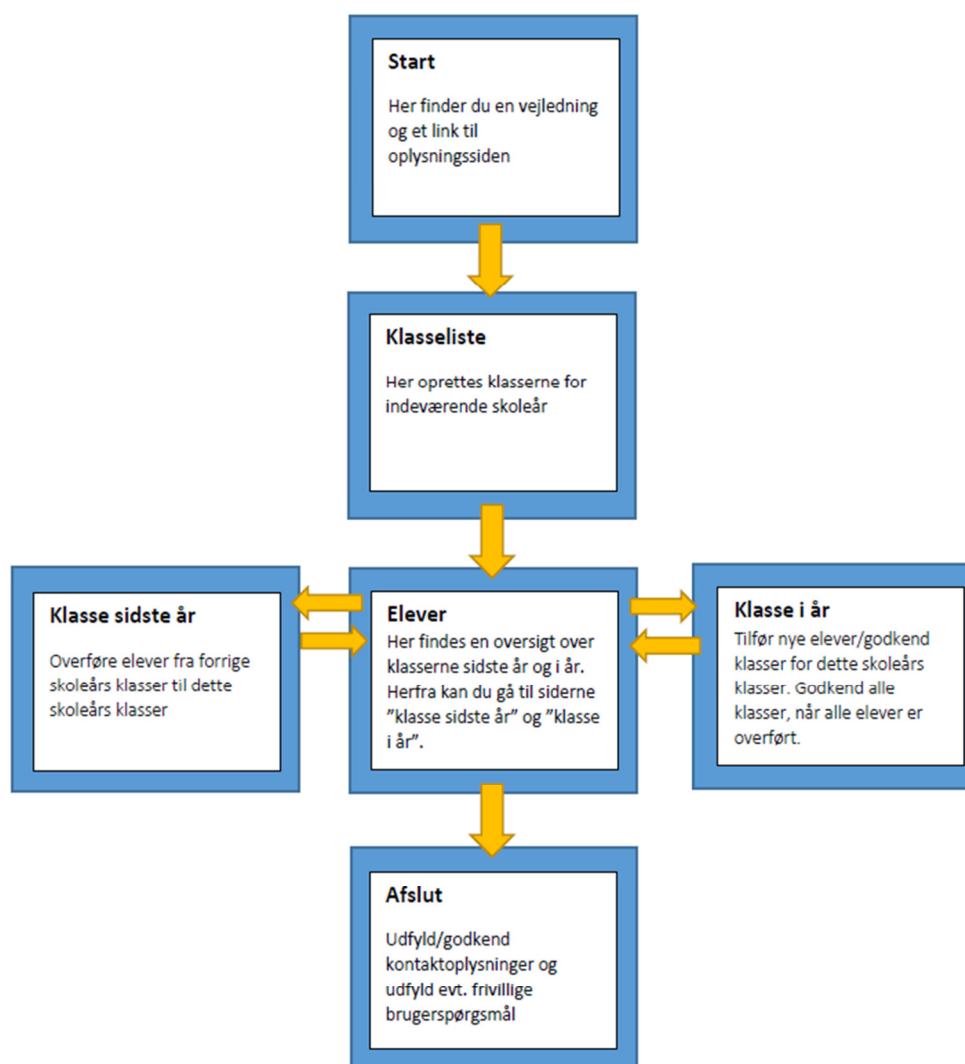 Start
Her finder du en vejledning
og et link til
oplysningssiden
Klasseliste
Her oprettes klasserne for
indeværende skoleår
Klasse sidste år
Overføre elever fra forrige
skoleårs klasser til dette
skoleårs klasser
Elever
Her findes en oversigt over
klasserne sidste år og i år.
Herfra kan du gå til siderne
”klasse sidste år” og ”klasse
i år”.
Klasse i år
Tilfør nye elever/godkend
klasser for dette skoleårs
klasser. Godkend alle
klasser, når alle elever er
overført.
Afslut
Udfyld/godkend
kontaktoplysninger og
udfyld evt. frivillige
brugerspørgsmål